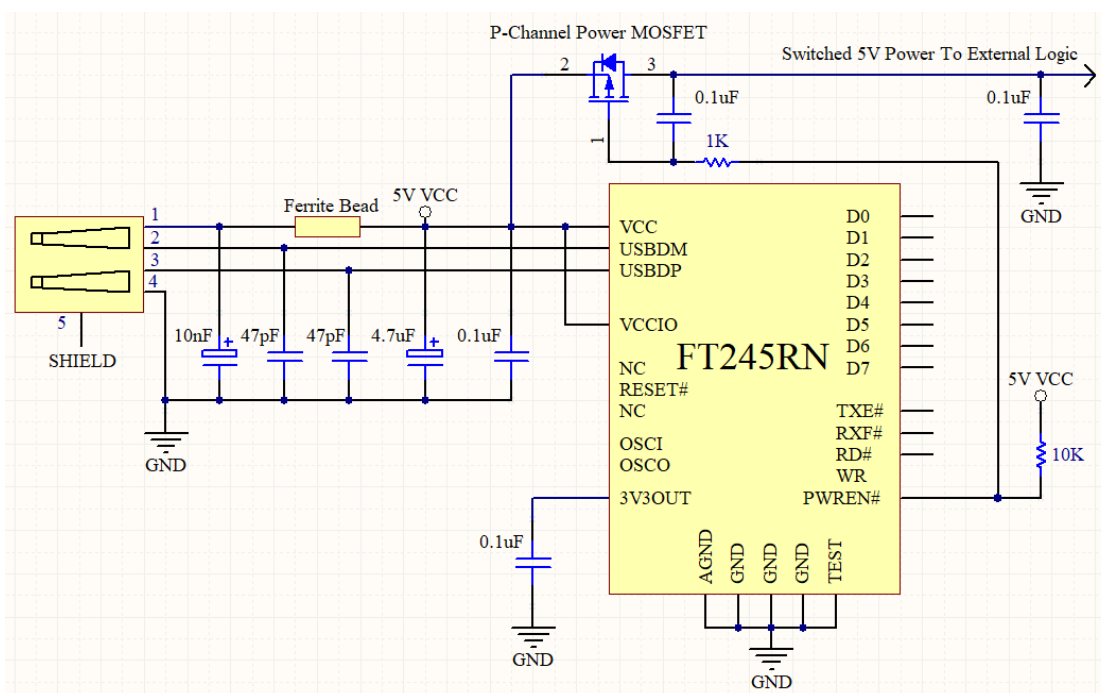 P-Channel Power MOSFET
Switched 5V Power To External Logic
2
3
0.1uF
0.1uF
1
1K
GND
5V VCC
Ferrite Bead
1
2
3
4
5
SHIELD
10nF
+
47pF
47pF
4.7uF
+
0.1uF
GND
VCC
USBDM
USBDP
VCCIO
NC
RESET#
NC
OSCI
OSCO
3V3OUT
FT245RN
D0
D1
D2
D3
D4
D5
D6
D7
TXE#
RXF#
RD#
WR
PWREN#
5V VCC
10K
0.1uF
GND
AGND
GND
GND
GND
TEST
GND